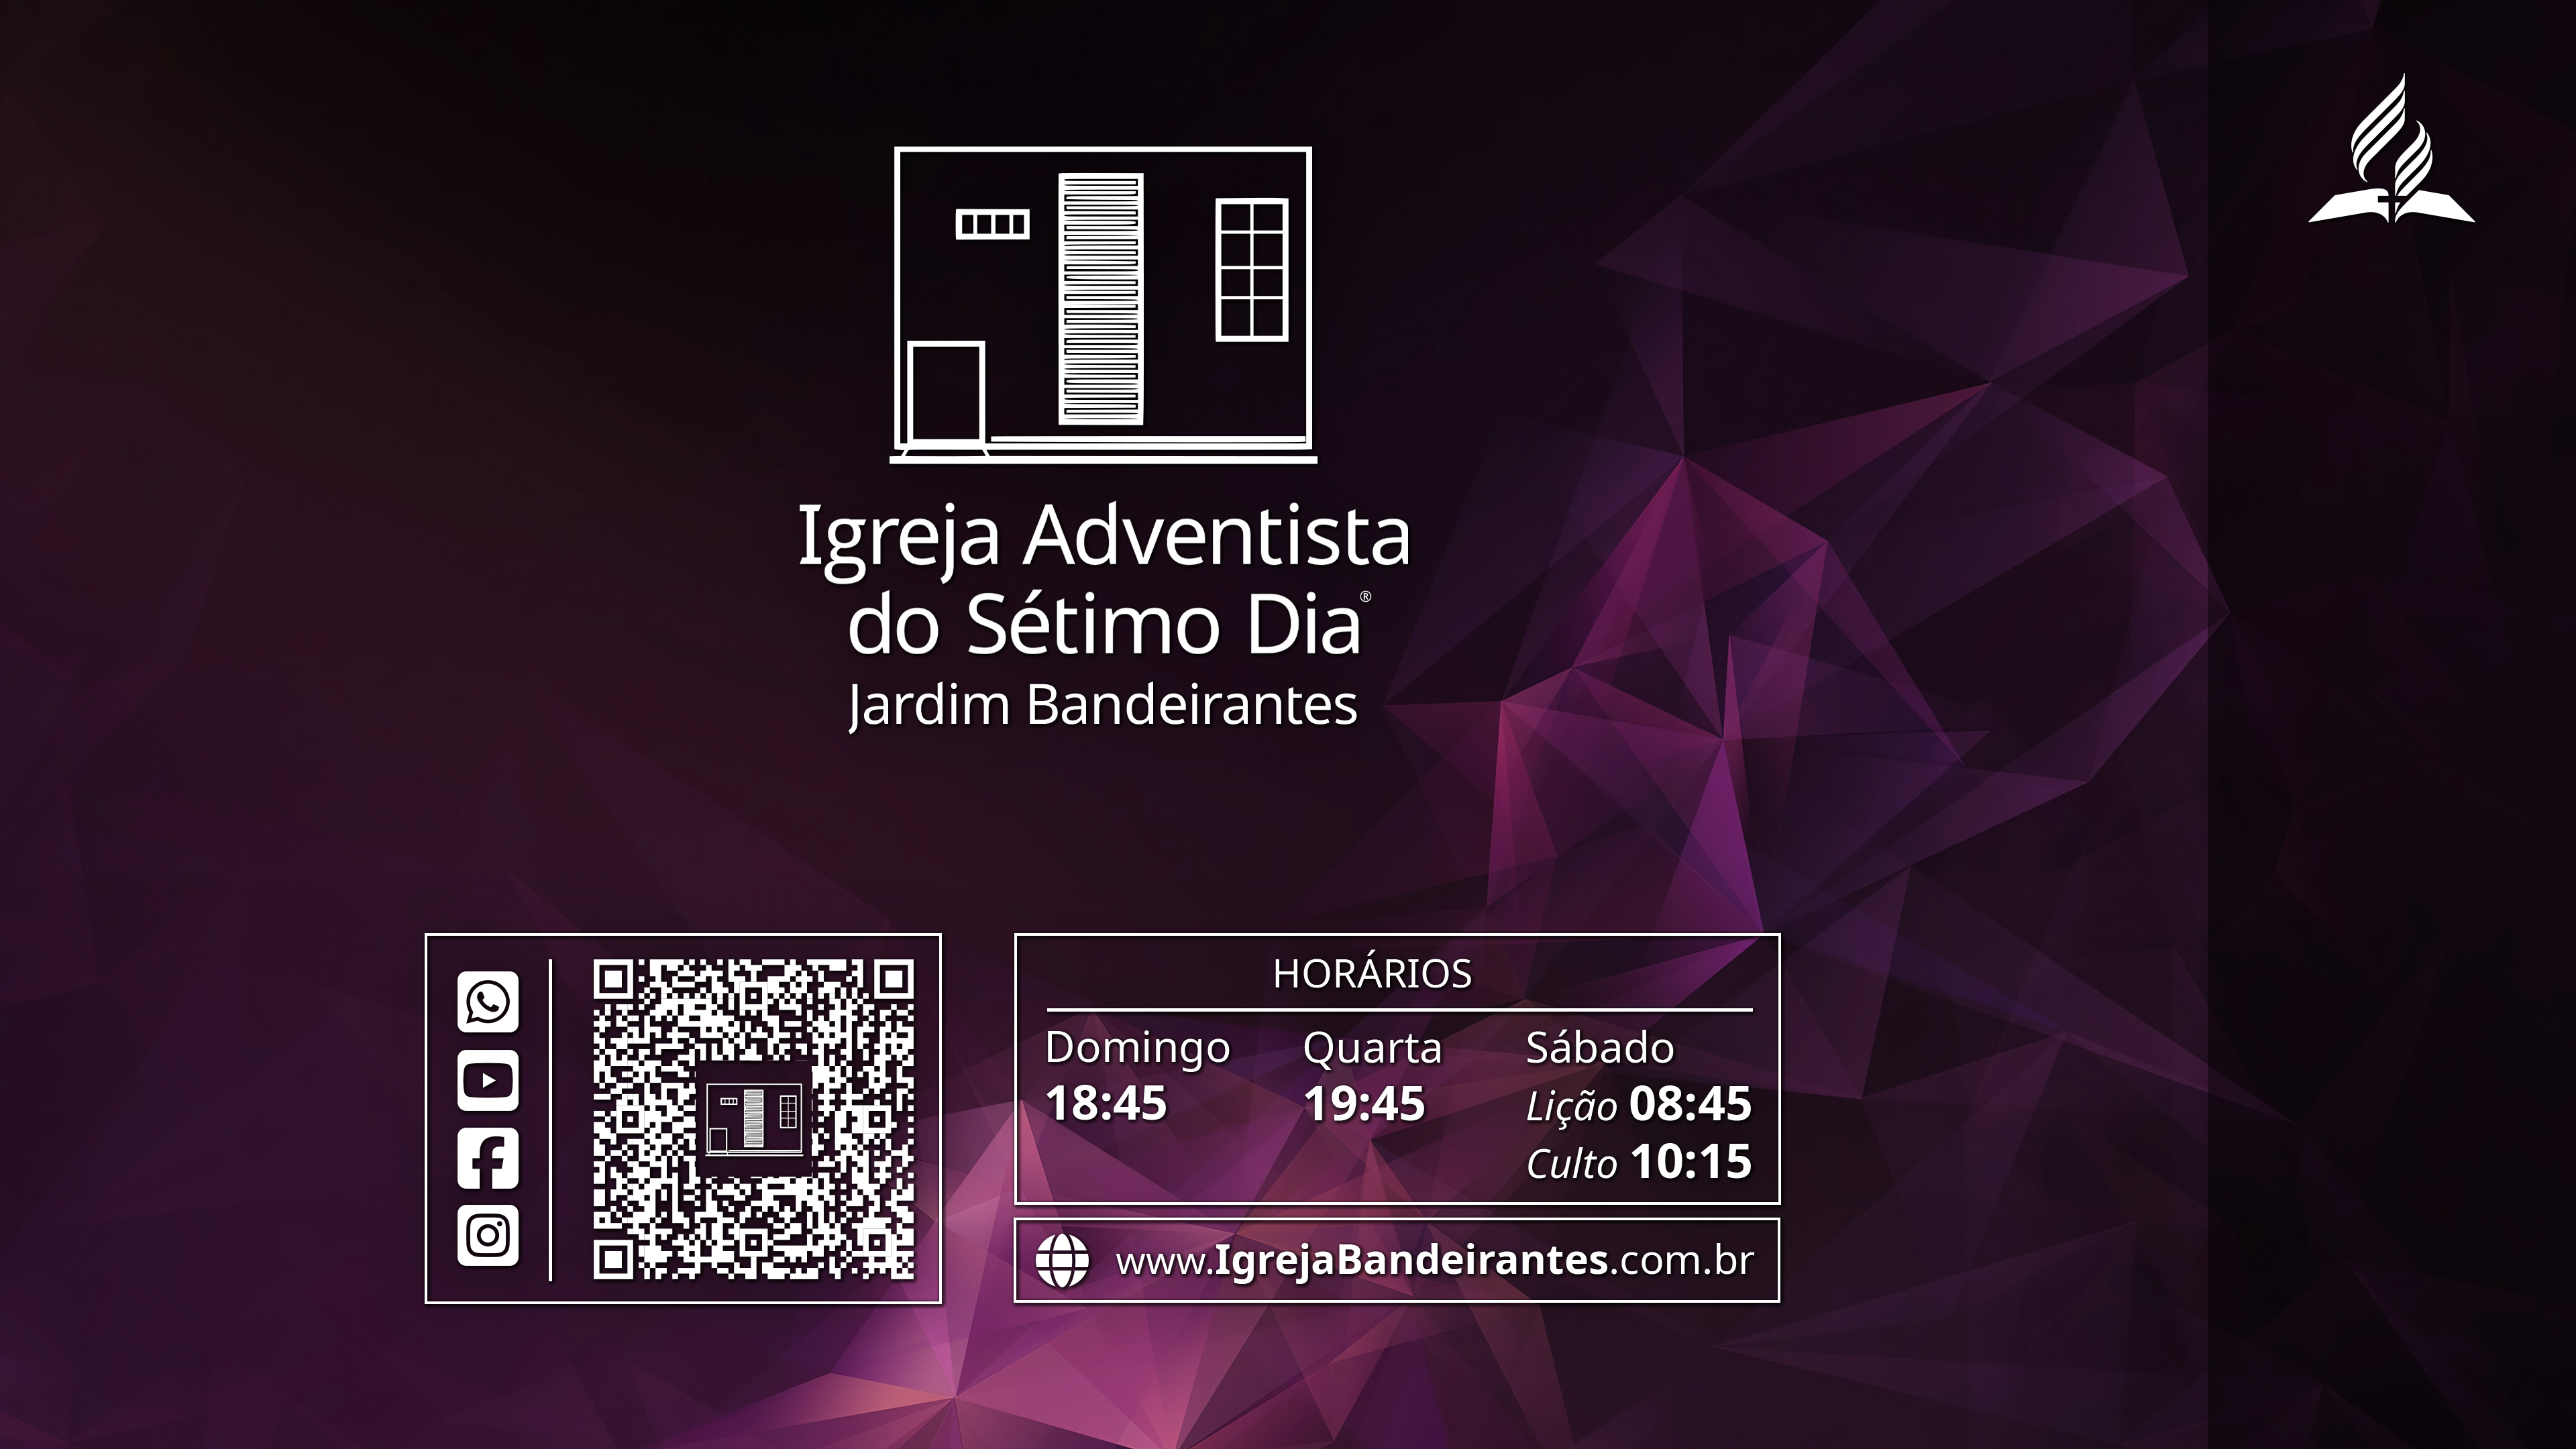 Igreja Adventista
do Sétimo Dia®
Jardim Bandeirantes
HORÁRIOS
Domingo
18:45
Quarta
19:45
Sábado
Lição 08:45
Culto 10:15
www.IgrejaBandeirantes.com.br